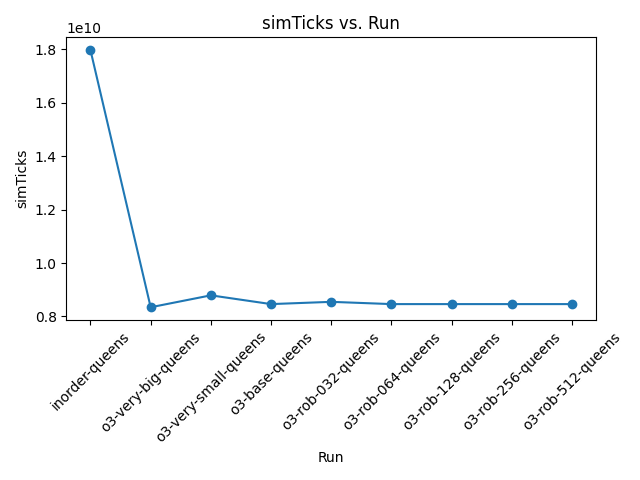 simTicks vs. Run
1e10
1.8
1.6
1.4
1.2
1.0
0.8
simTicks
inorder-queens
o3-very-big-queens
o3-very-small-queens
o3-base-queens
o3-rob-032-queens
o3-rob-064-queens
o3-rob-128-queens
o3-rob-256-queens
o3-rob-512-queens
Run